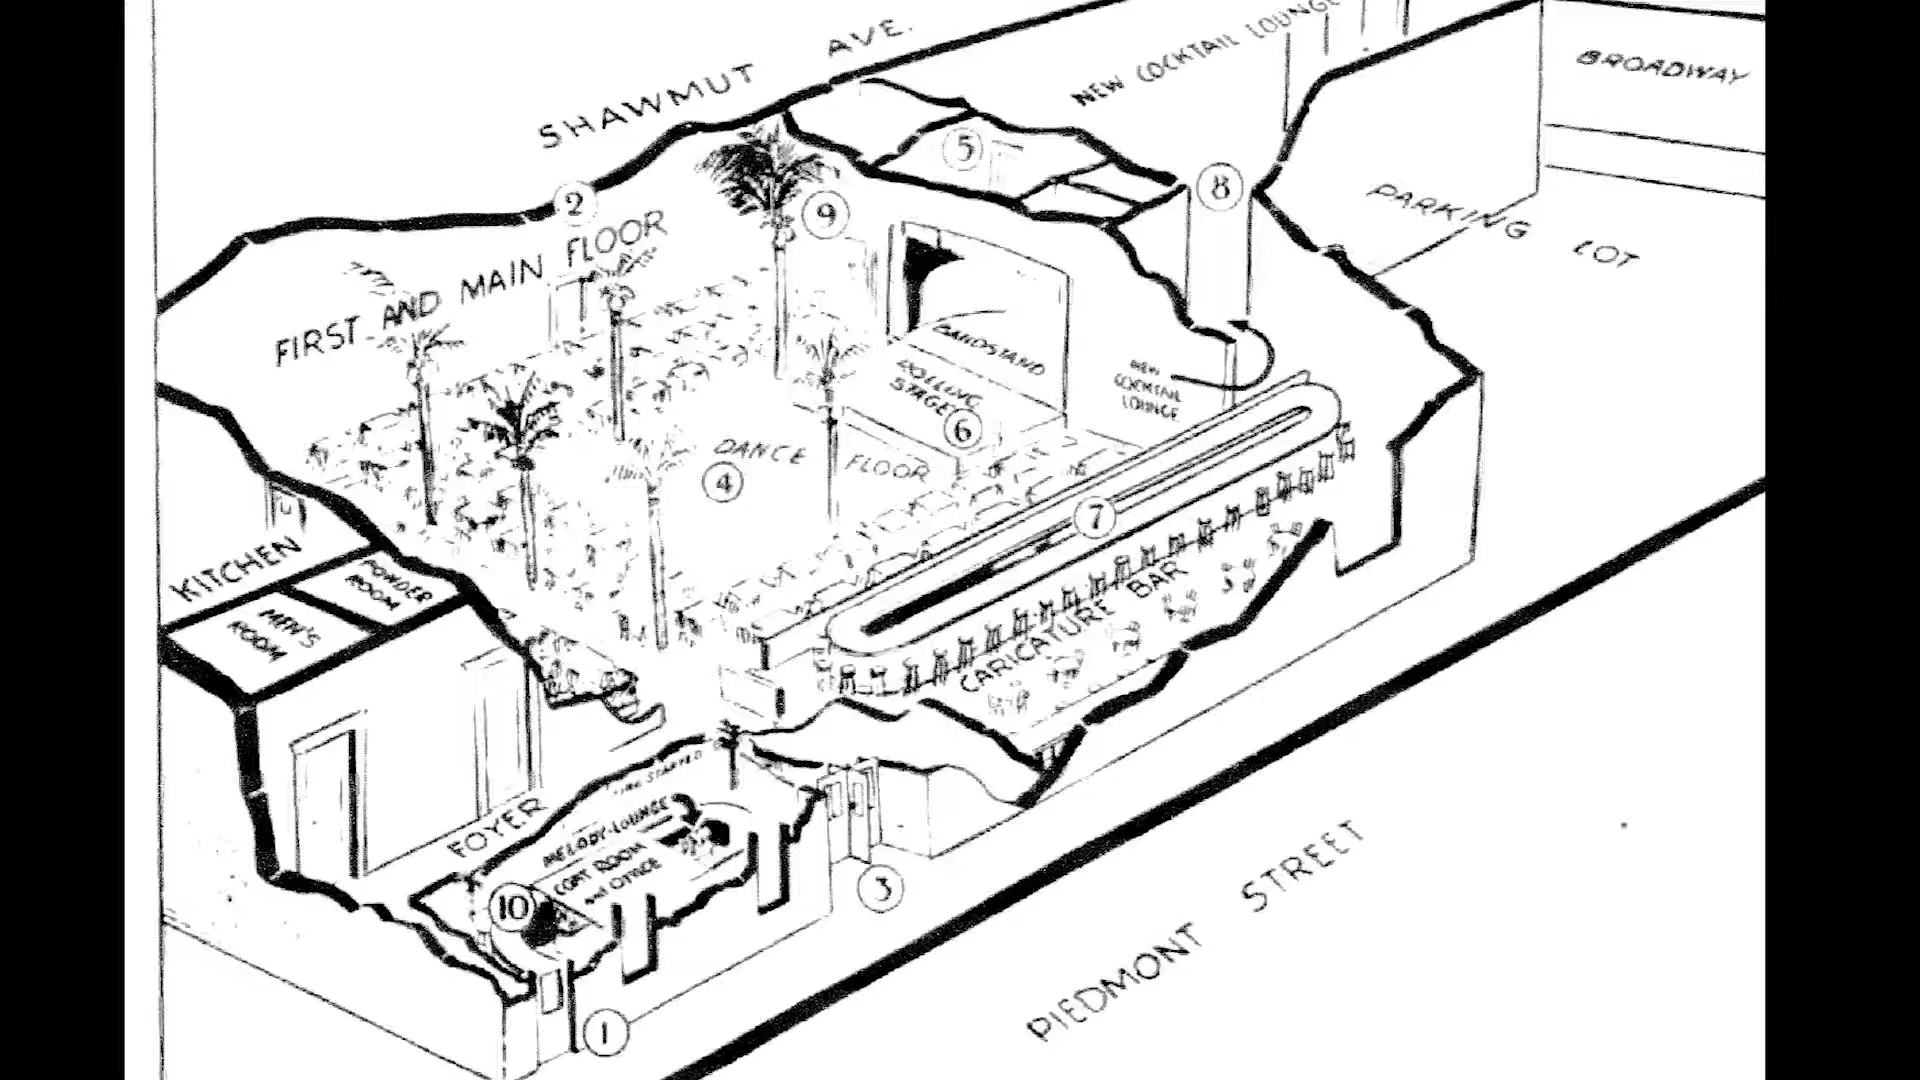 SHAWMUT AVE.
NEW COCKTAIL LOUNGE
BROADWAY
PARKING LOT
5
8
2
9
FIRST AND MAIN FLOOR
BANDSTAND
ROLLING
STAGE
6
NEW
COCKTAIL
LOUNGE
DANCE FLOOR
4
7
KITCHEN
POWDER
ROOM
MEN'S
ROOM
CARICATURE BAR
FIRE STARTED
MELODY-LOUNGE
FOYER
COAT ROOM
and OFFICE
10
3
1
PIEDMONT STREET